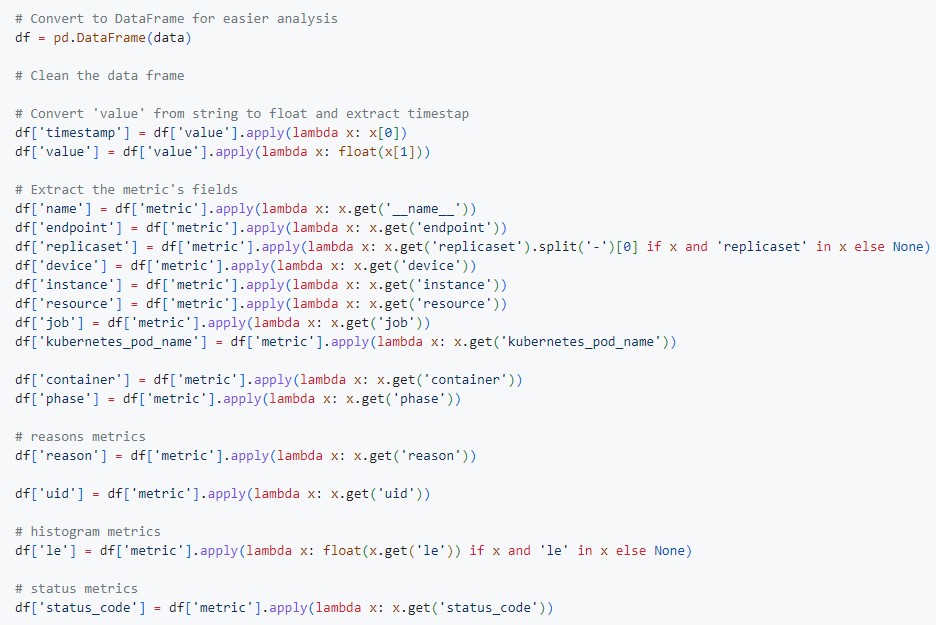 # Convert to DataFrame for easier analysis
df = pd.DataFrame(data)
# Clean the data frame
# Convert 'value' from string to float and extract timestap
df['timestamp'] = df['value'].apply(lambda x: x[0])
df['value'] = df['value'].apply(lambda x: float(x[1]))
# Extract the metric's fields
df['name'] = df['metric'].apply(lambda x: x.get('__name__'))
df['endpoint'] = df['metric'].apply(lambda x: x.get('endpoint'))
df['replicaset'] = df['metric'].apply(lambda x: x.get('replicaset').split('-')[0] if x and 'replicaset' in x else None)
df['device'] = df['metric'].apply(lambda x: x.get('device'))
df['instance'] = df['metric'].apply(lambda x: x.get('instance'))
df['resource'] = df['metric'].apply(lambda x: x.get('resource'))
df['job'] = df['metric'].apply(lambda x: x.get('job'))
df['kubernetes_pod_name'] = df['metric'].apply(lambda x: x.get('kubernetes_pod_name'))
df['container'] = df['metric'].apply(lambda x: x.get('container'))
df['phase'] = df['metric'].apply(lambda x: x.get('phase'))
# reasons metrics
df['reason'] = df['metric'].apply(lambda x: x.get('reason'))
df['uid'] = df['metric'].apply(lambda x: x.get('uid'))
# histogram metrics
df['le'] = df['metric'].apply(lambda x: float(x.get('le')) if x and 'le' in x else None)
# status metrics
df['status_code'] = df['metric'].apply(lambda x: x.get('status_code'))